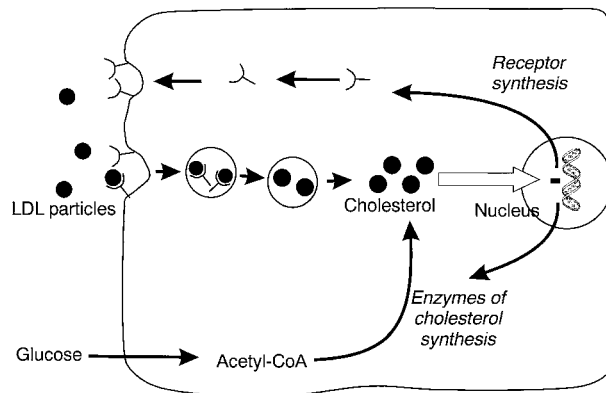 Receptor
synthesis
LDL particles
Cholesterol
Nucleus
Enzymes of
cholesterol
synthesis
Glucose
Acetyl-CoA